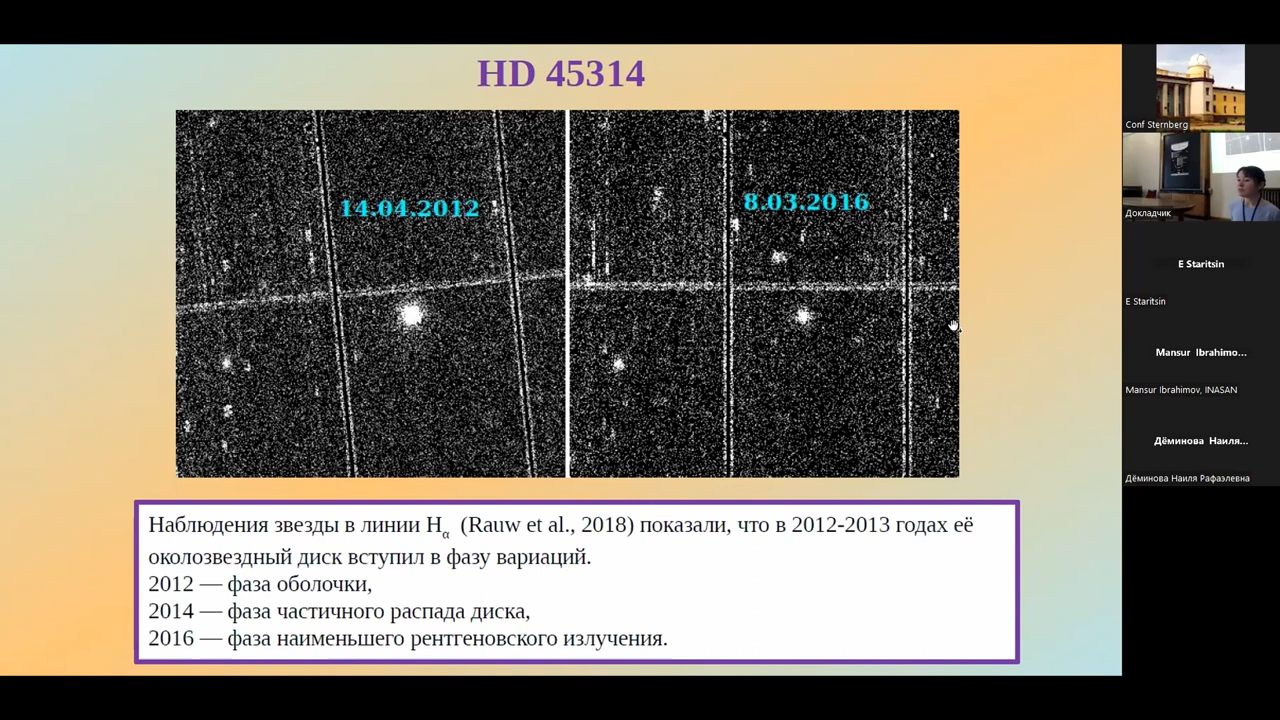 HD 45314
14.04.2012
8.03.2016
Наблюдения звезды в линии Hα (Rauw et al., 2018) показали, что в 2012-2013 годах её
околозвездный диск вступил в фазу вариаций.
2012 — фаза оболочки,
2014 — фаза частичного распада диска,
2016 — фаза наименьшего рентгеновского излучения.
Conf Sternberg
Докладчик
E Staritsin
E Staritsin
Mansur Ibrahimo...
Mansur Ibrahimov, INASAN
Дёминова Наиля...
Дёминова Наиля Рафаэлевна